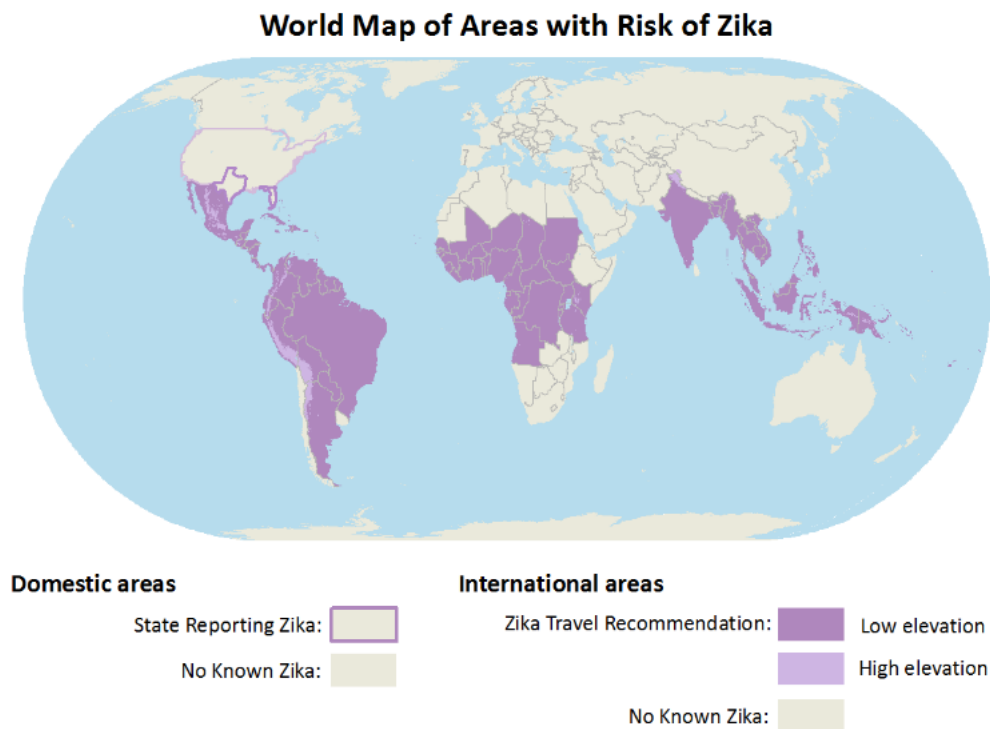 World Map of Areas with Risk of Zika
Domestic areas
State Reporting Zika:
No Known Zika:
International areas
Zika Travel Recommendation:
Low elevation
High elevation
No Known Zika: